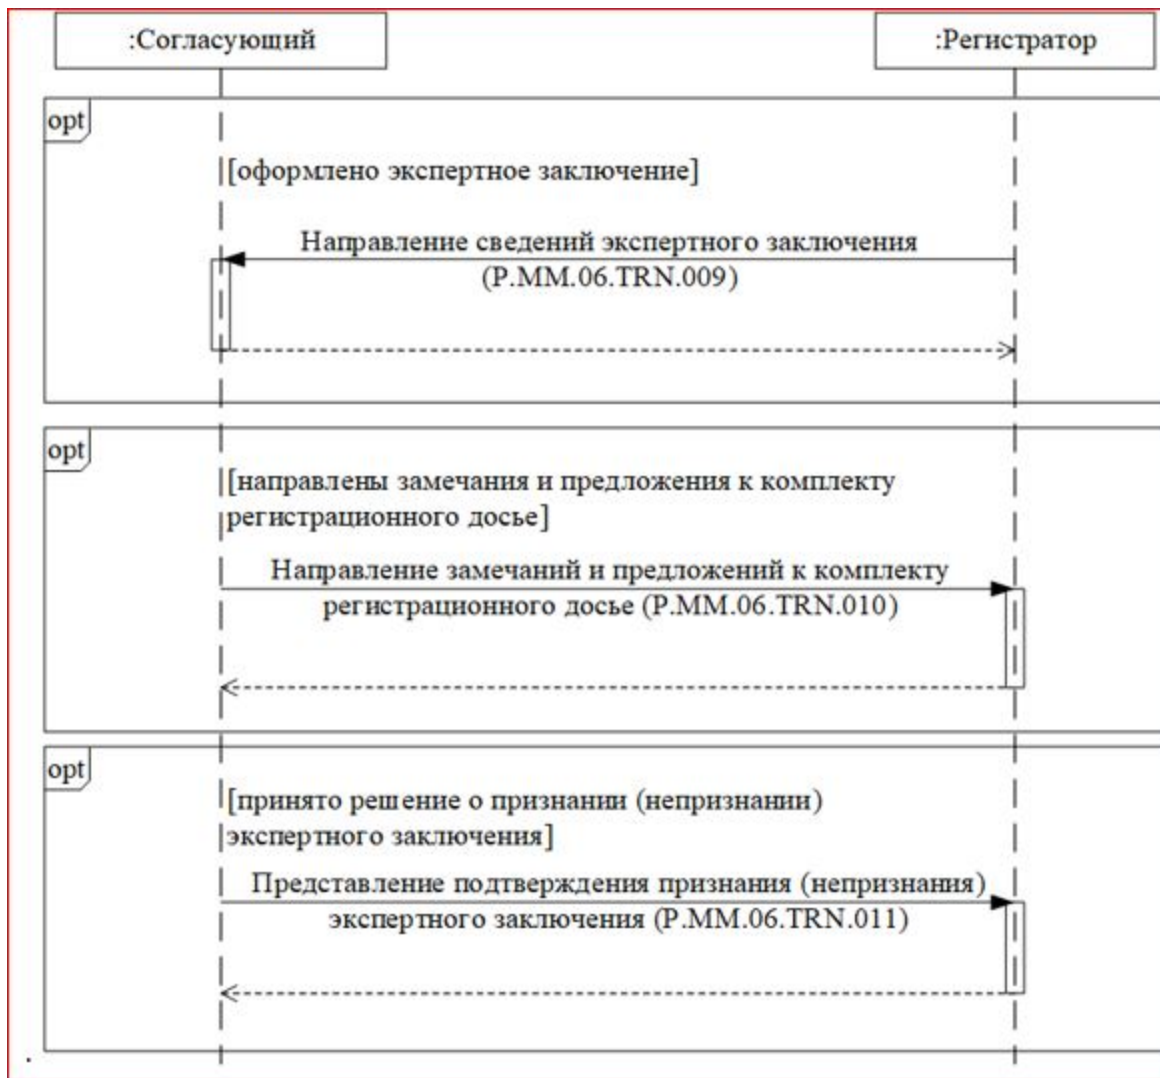 :Согласующий
:Регистратор
opt
[оформлено экспертное заключение]
Направление сведений экспертного заключения
(P.MM.06.TRN.009)
opt
[направлены замечания и предложения к комплекту
регистрационного досье]
Направление замечаний и предложений к комплекту
регистрационного досье (P.MM.06.TRN.010)
opt
[принято решение о признании (непризнании)
экспертного заключения]
Представление подтверждения признания (непризнания)
экспертного заключения (P.MM.06.TRN.011)
.